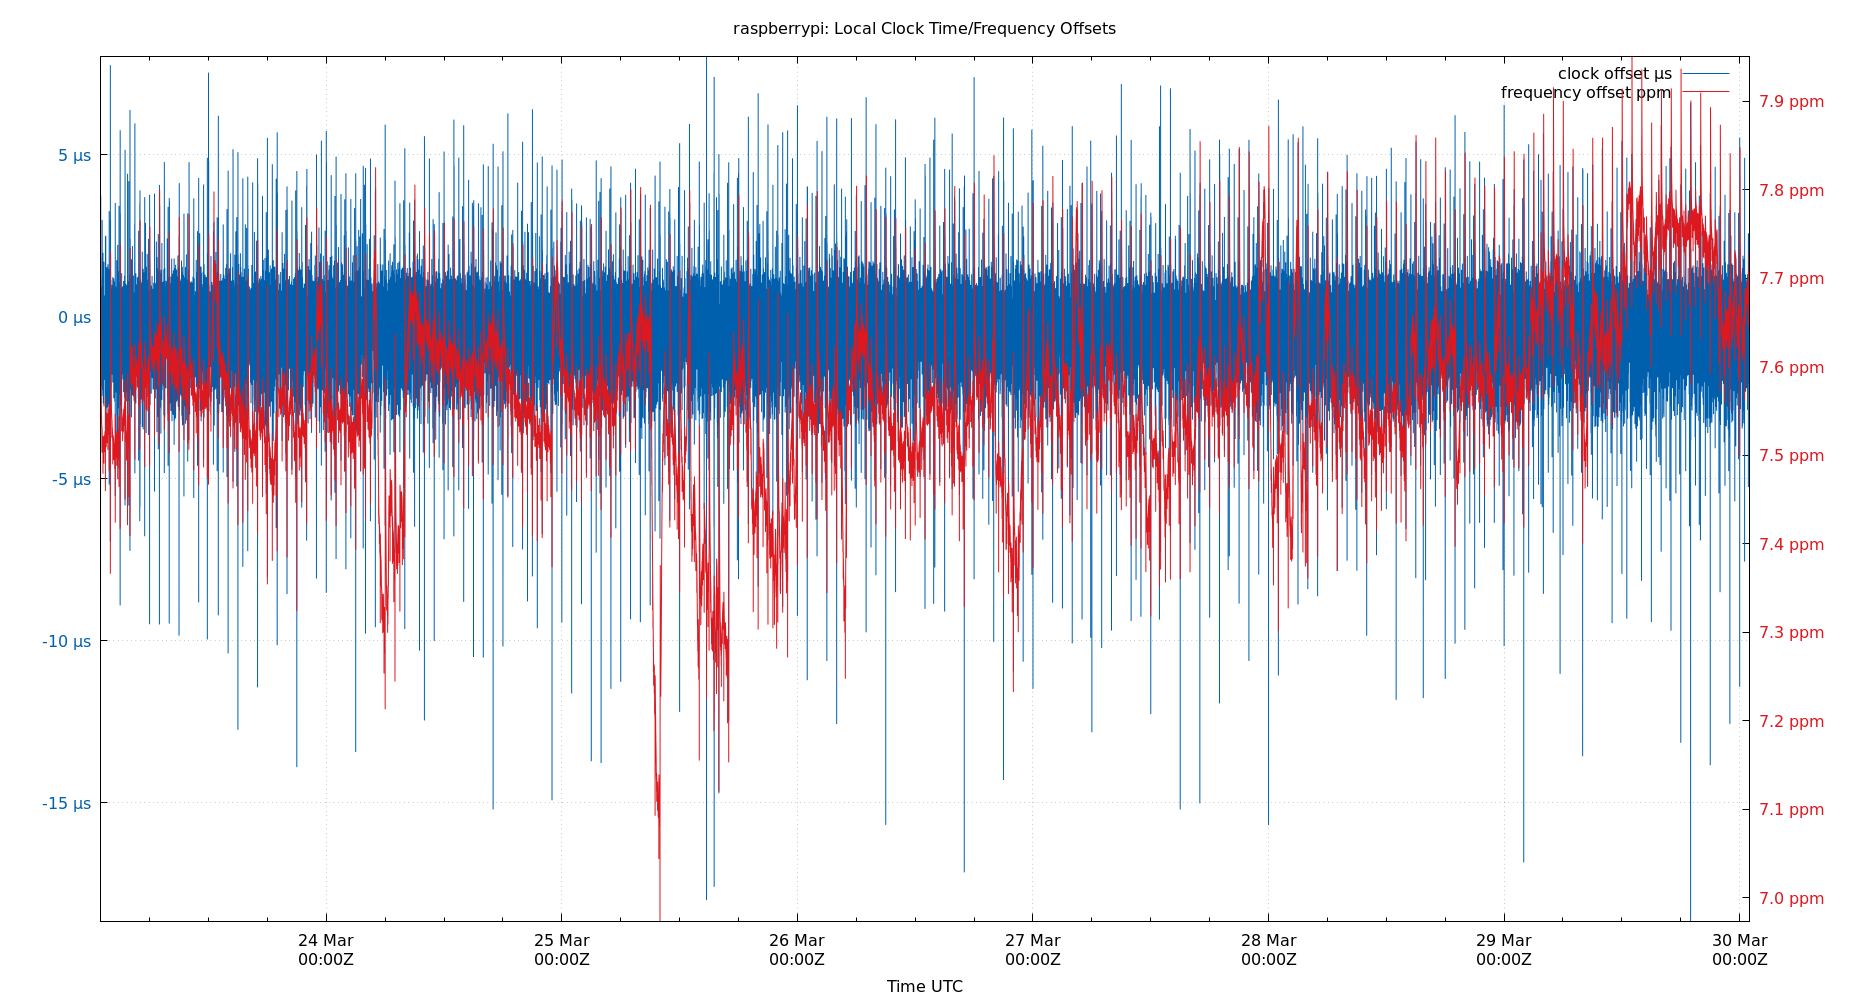 raspberrypi: Local Clock Time/Frequency Offsets
clock offset µs
frequency offset ppm
5 µs
0 µs
-5 µs
-10 µs
-15 µs
7.9 ppm
7.8 ppm
7.7 ppm
7.6 ppm
7.5 ppm
7.4 ppm
7.3 ppm
7.2 ppm
7.1 ppm
7.0 ppm
24 Mar 25 Mar 26 Mar 27 Mar 28 Mar 29 Mar 30 Mar
00:00Z 00:00Z 00:00Z 00:00Z 00:00Z 00:00Z 00:00Z
Time UTC